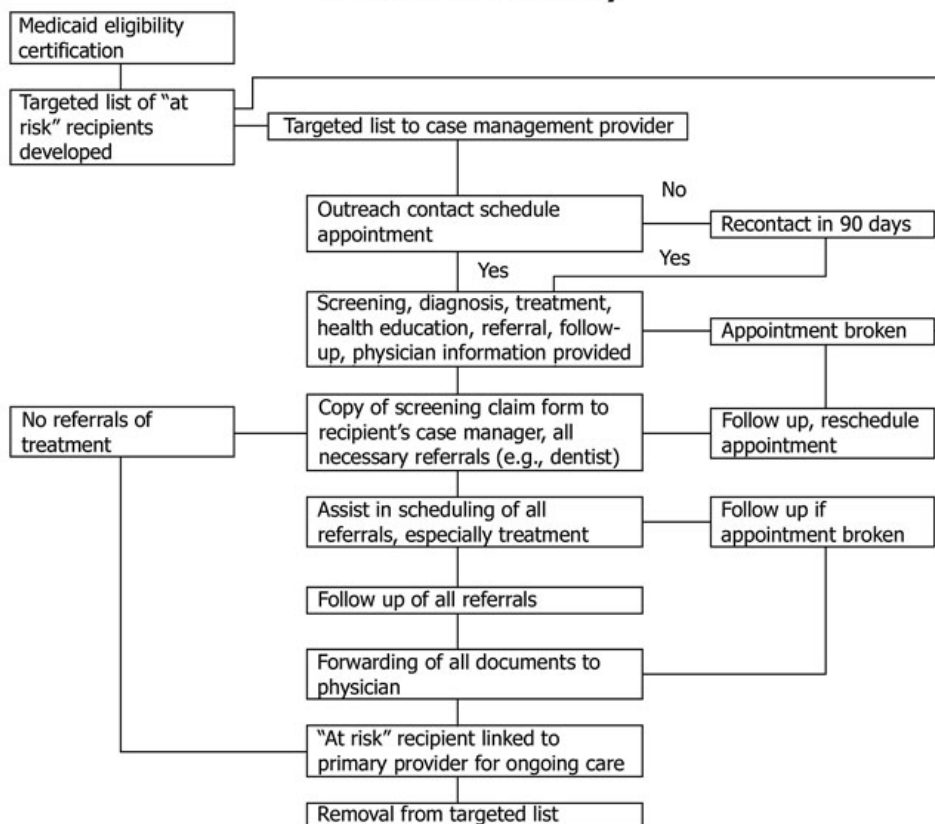 Medicaid eligibility
certification
Targeted list of “at
risk” recipients
developed
Targeted list to case management provider
No
Outreach contact schedule
appointment
Recontact in 90 days
Yes
Yes
Screening, diagnosis, treatment,
health education, referral, follow-
up, physician information provided
Appointment broken
No referrals of
treatment
Copy of screening claim form to
recipient’s case manager, all
necessary referrals (e.g., dentist)
Follow up, reschedule
appointment
Assist in scheduling of all
referrals, especially treatment
Follow up if
appointment broken
Follow up of all referrals
Forwarding of all documents to
physician
“At risk” recipient linked to
primary provider for ongoing care
Removal from targeted list